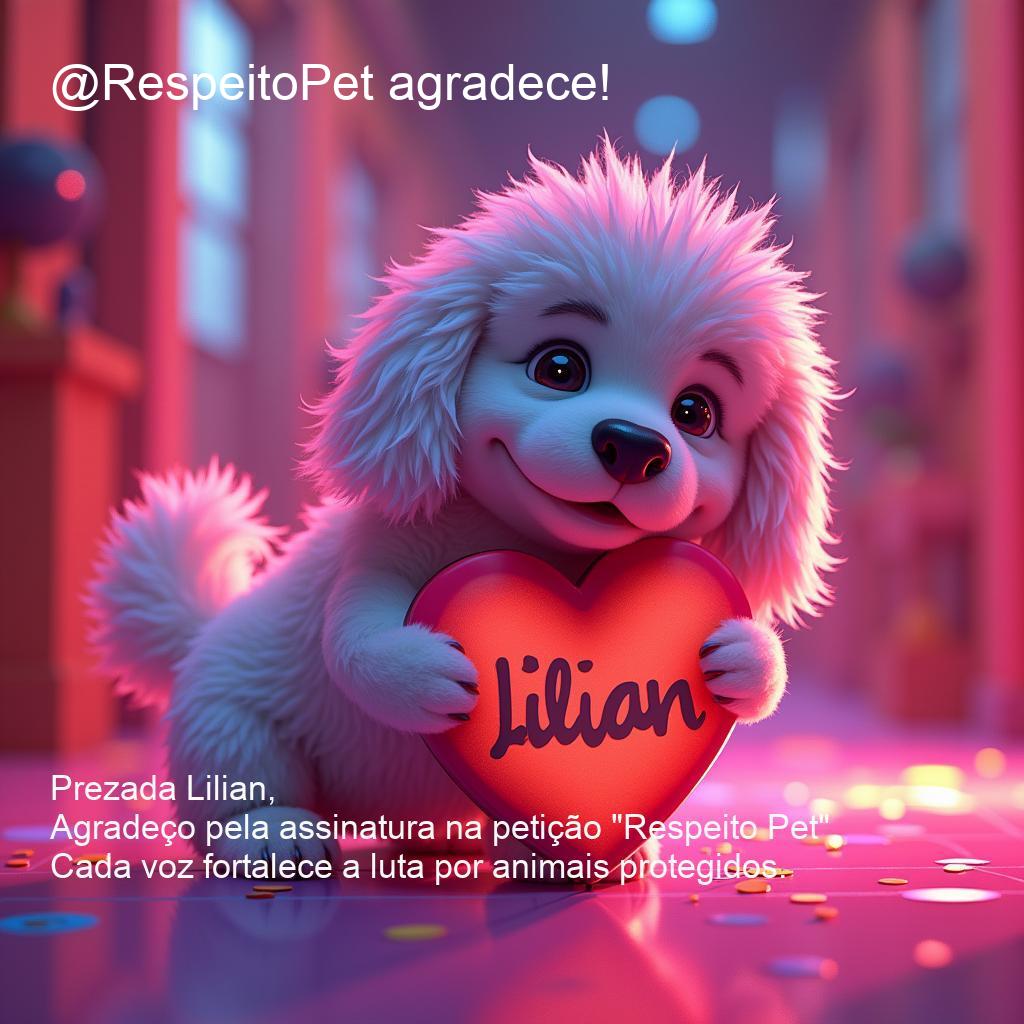 @RespeitoPet agradece!
Lilian
Prezada Lilian,
Agradeço pela assinatura na petição "Respeito Pet".
Cada voz fortalece a luta por animais protegidos.